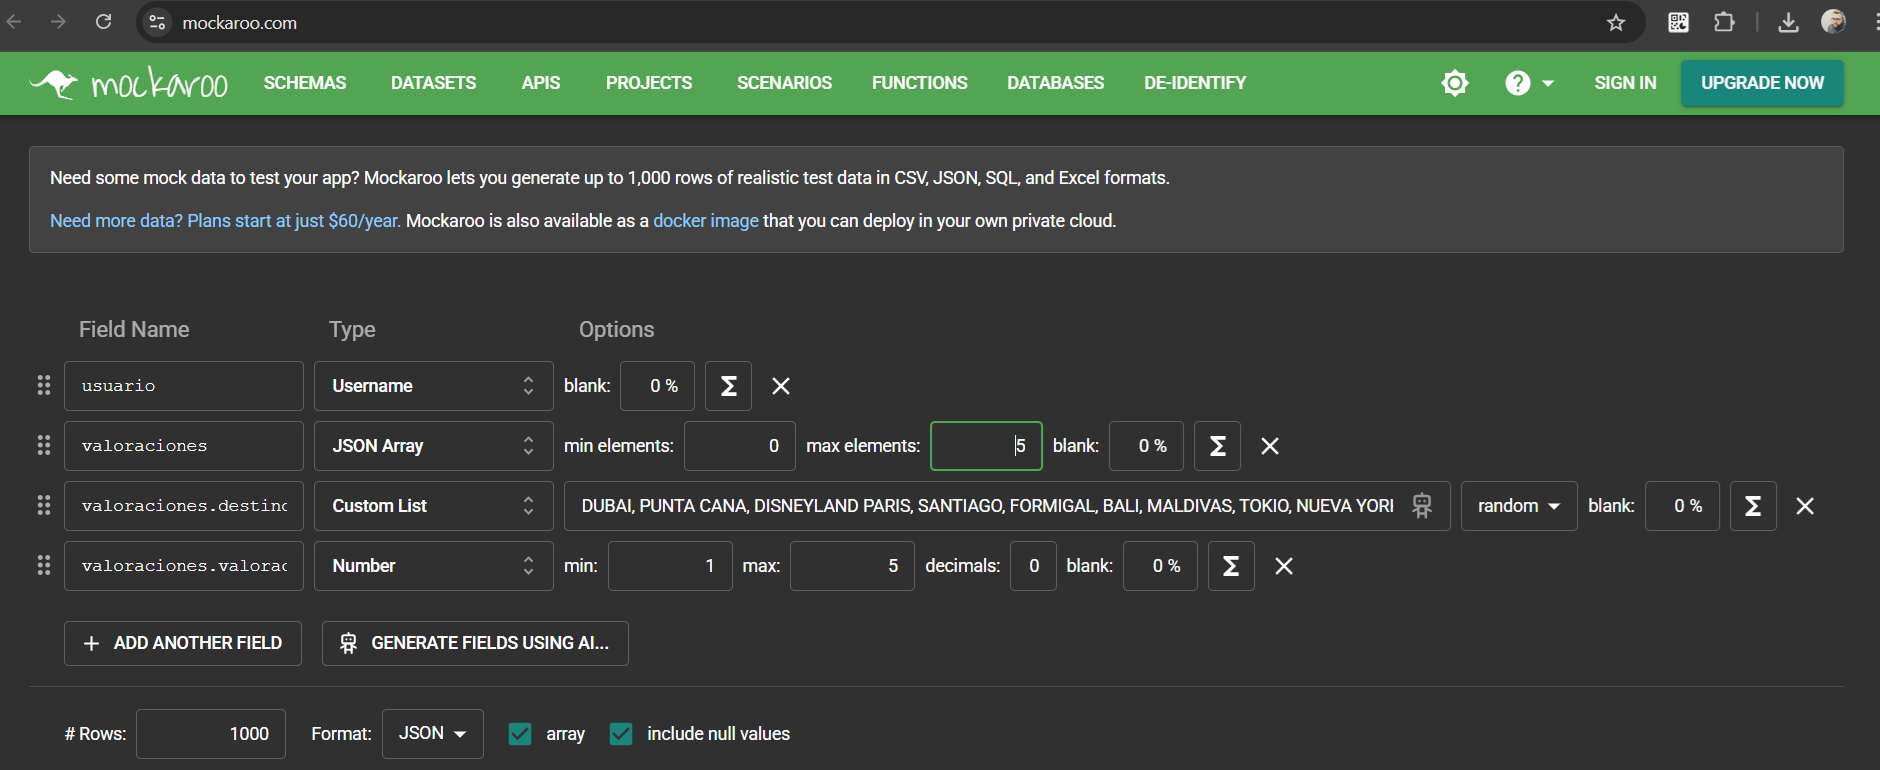 mockaroo.com
mockaroo SCHEMAS DATASETS APIS PROJECTS SCENARIOS FUNCTIONS DATABASES DE-IDENTIFY ? SIGN IN UPGRADE NOW
Need some mock data to test your app? Mockaroo lets you generate up to 1,000 rows of realistic test data in CSV, JSON, SQL, and Excel formats.
Need more data? Plans start at just $60/year. Mockaroo is also available as a docker image that you can deploy in your own private cloud.
Field Name Type Options
usuario Username blank: 0 % Σ
valoraciones JSON Array min elements: 0 max elements: 5 blank: 0 % Σ
valoraciones.destino Custom List DUBAI, PUNTA CANA, DISNEYLAND PARIS, SANTIAGO, FORMIGAL, BALI, MALDIVAS, TOKIO, NUEVA YORK random blank: 0 % Σ
valoraciones.valorac Number min: 1 max: 5 decimals: 0 blank: 0 % Σ
+ ADD ANOTHER FIELD GENERATE FIELDS USING AI...
# Rows: 1000 Format: JSON array include null values